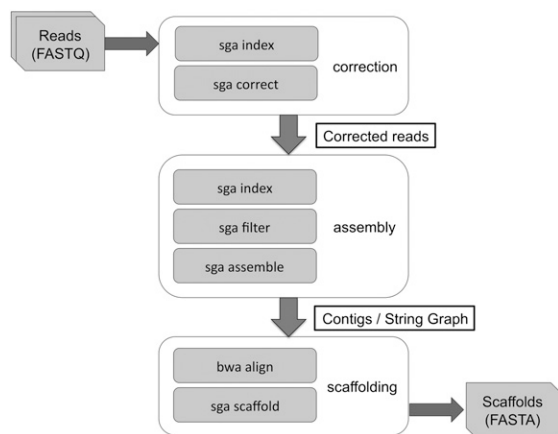 Reads
(FASTQ)
sga index
sga correct
correction
Corrected reads
sga index
sga filter
sga assemble
assembly
Contigs / String Graph
bwa align
sga scaffold
scaffolding
Scaffolds
(FASTA)